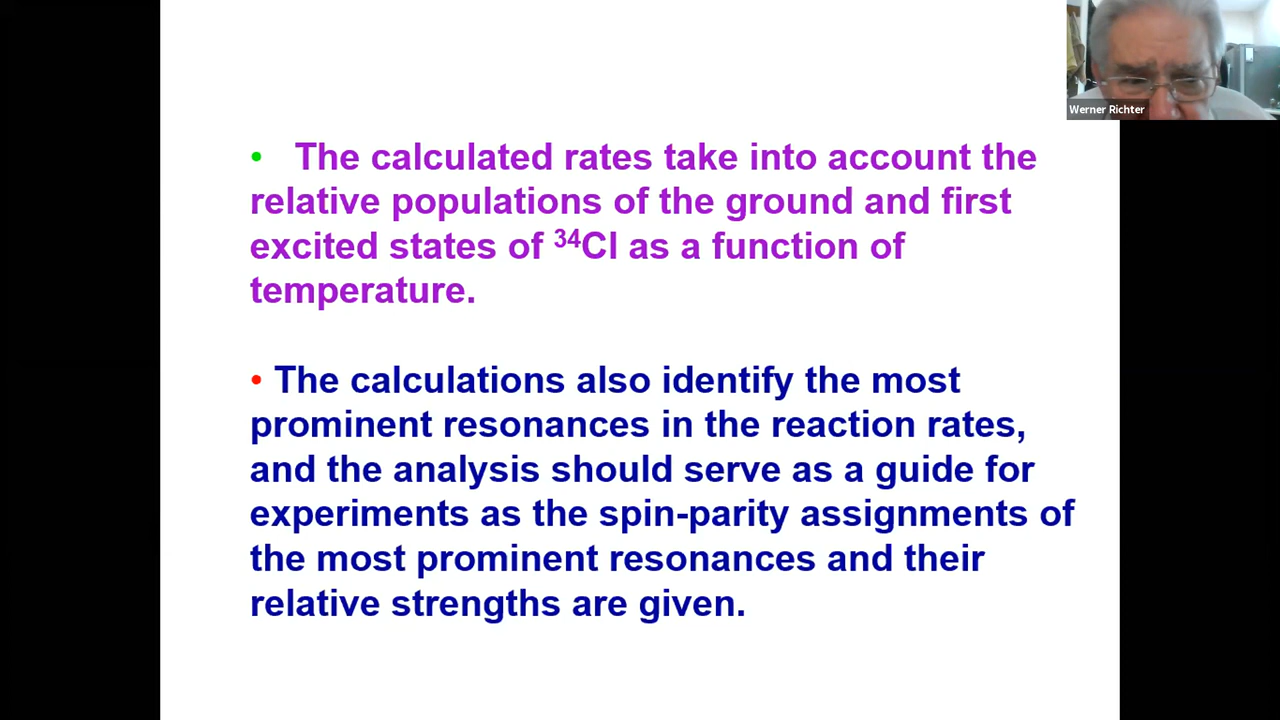 Werner Richter
• The calculated rates take into account the
relative populations of the ground and first
excited states of ³⁴Cl as a function of
temperature.
• The calculations also identify the most
prominent resonances in the reaction rates,
and the analysis should serve as a guide for
experiments as the spin-parity assignments of
the most prominent resonances and their
relative strengths are given.